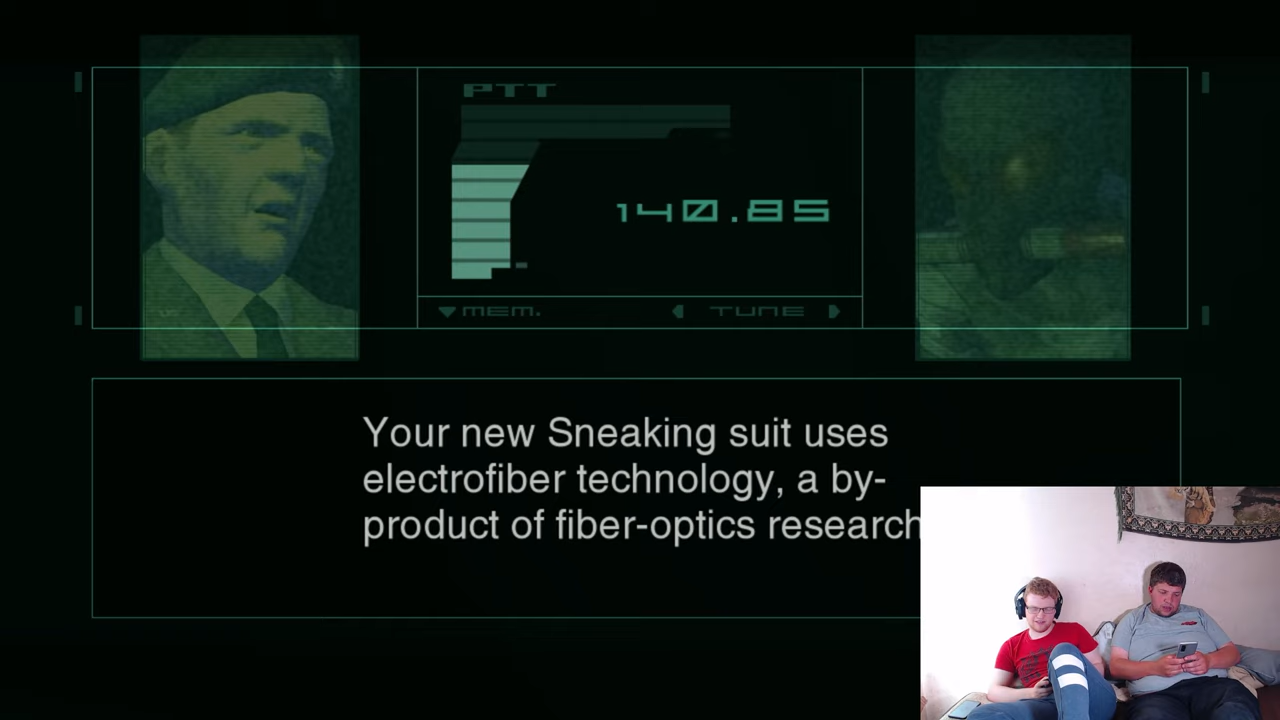 PTT
140.85
MEM.
TUNE
Your new Sneaking suit uses
electrofiber technology, a by-
product of fiber-optics research